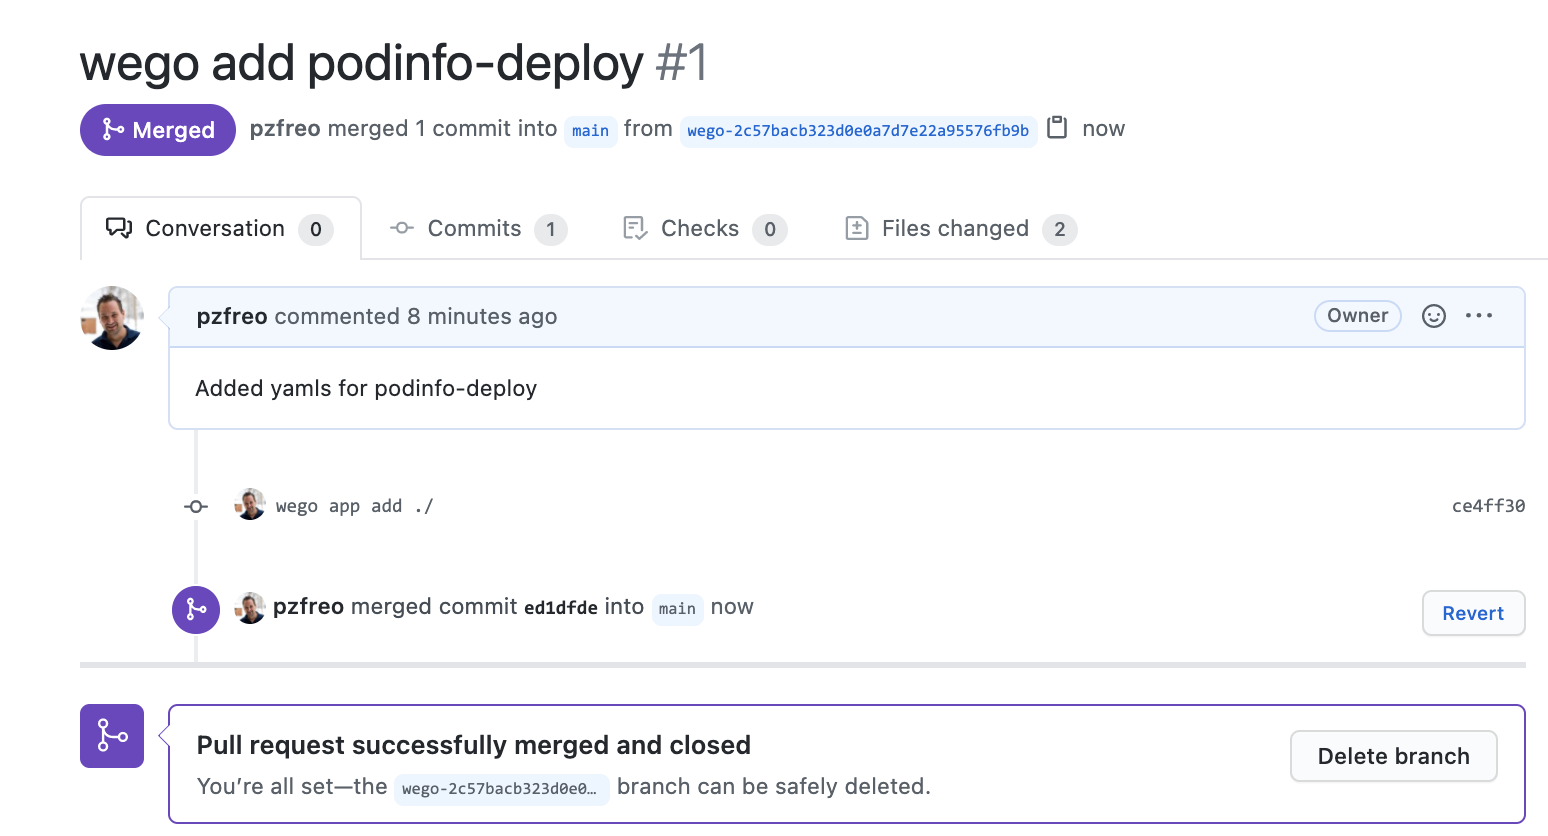 wego add podinfo-deploy #1
Merged pzfreo merged 1 commit into main from wego-2c57bacb323d0e0a7d7e22a95576fb9b now
Conversation 0 Commits 1 Checks 0 Files changed 2
pzfreo commented 8 minutes ago Owner
Added yamls for podinfo-deploy
wego app add ./ ce4ff30
pzfreo merged commit ed1dfde into main now Revert
Pull request successfully merged and closed
You’re all set—the wego-2c57bacb323d0e0… branch can be safely deleted.
Delete branch